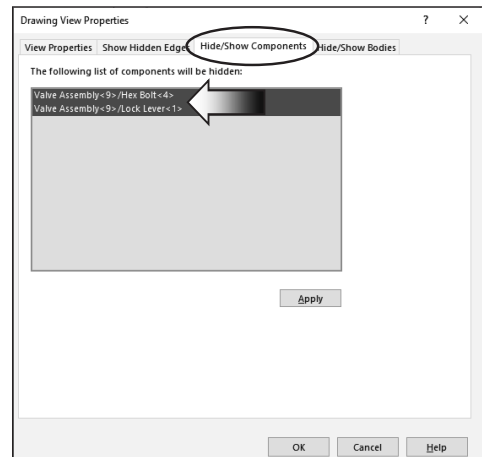 Drawing View Properties ? ×
View Properties Show Hidden Edges Hide/Show Components Hide/Show Bodies
The following list of components will be hidden:
Valve Assembly<9>/Hex Bolt<4>
Valve Assembly<9>/Lock Lever<1>
Apply
OK Cancel Help